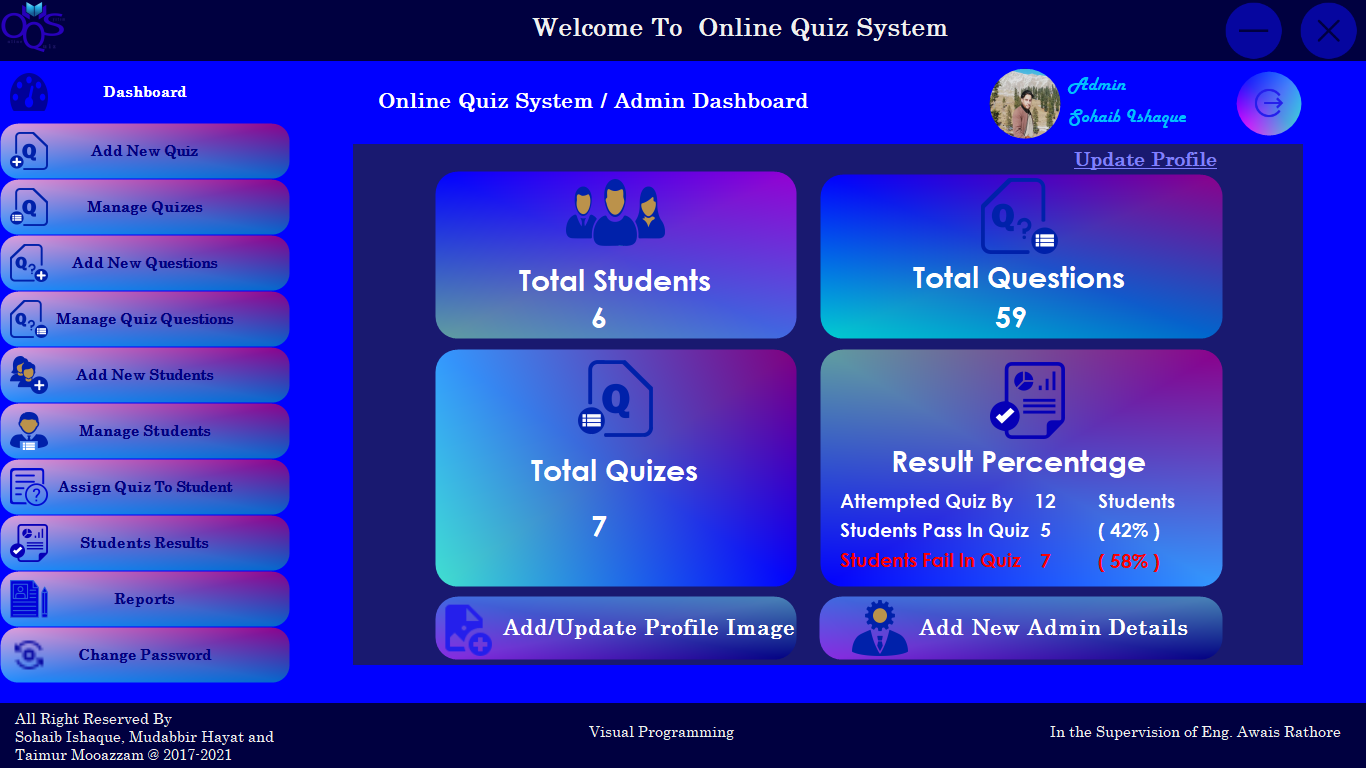 OQS
Welcome To Online Quiz System
Dashboard
Online Quiz System / Admin Dashboard
Admin
Sohaib Ishaque
Update Profile
Add New Quiz
Manage Quizes
Add New Questions
Manage Quiz Questions
Add New Students
Manage Students
Assign Quiz To Student
Students Results
Reports
Change Password
Total Students
6
Total Questions
59
Total Quizes
7
Result Percentage
Attempted Quiz By 12 Students
Students Pass In Quiz 5 ( 42% )
Students Fail In Quiz 7 ( 58% )
Add/Update Profile Image
Add New Admin Details
All Right Reserved By
Sohaib Ishaque, Mudabbir Hayat and
Taimur Mooazzam @ 2017-2021
Visual Programming
In the Supervision of Eng. Awais Rathore